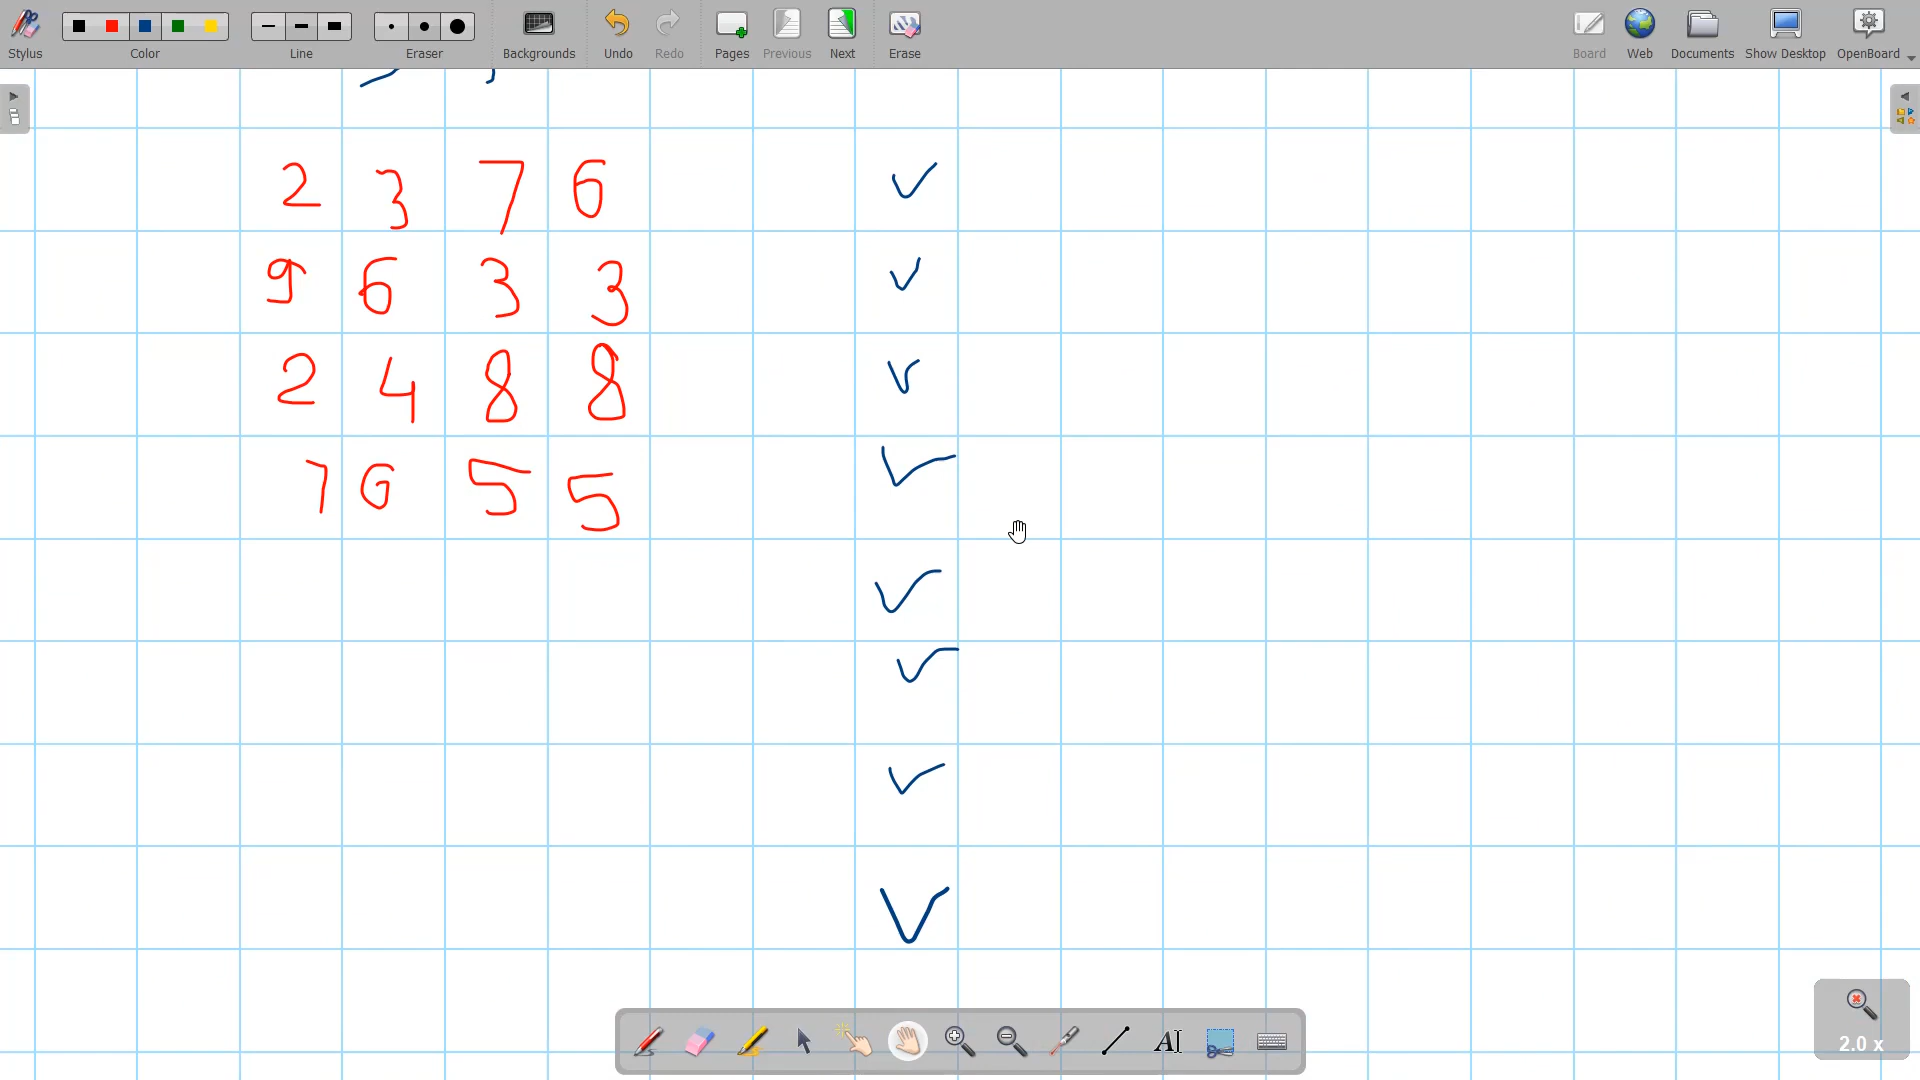 Stylus Color Line Eraser Backgrounds Undo Redo Pages Previous Next Erase Board Web Documents Show Desktop OpenBoard
2 3 7 6 ✓
9 6 3 3 ✓
2 4 8 8 ✓
7 6 5 5 ✓
✓
✓
✓
✓
A
2.0 x